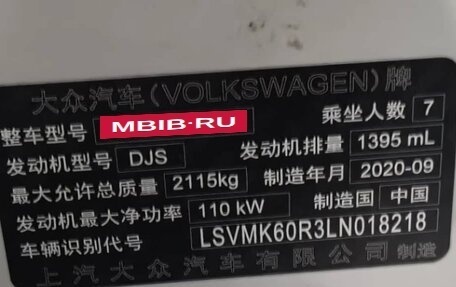 大众汽车(VOLKSWAGEN)牌
整车型号 MBIB-RU 乘坐人数 7
发动机型号 DJS 发动机排量 1395 mL
最大允许总质量 2115kg 制造年月 2020-09
发动机最大净功率 110 kW 制造国 中国
车辆识别代号 LSVMK60R3LN018218
上汽大众汽车有限公司 制造